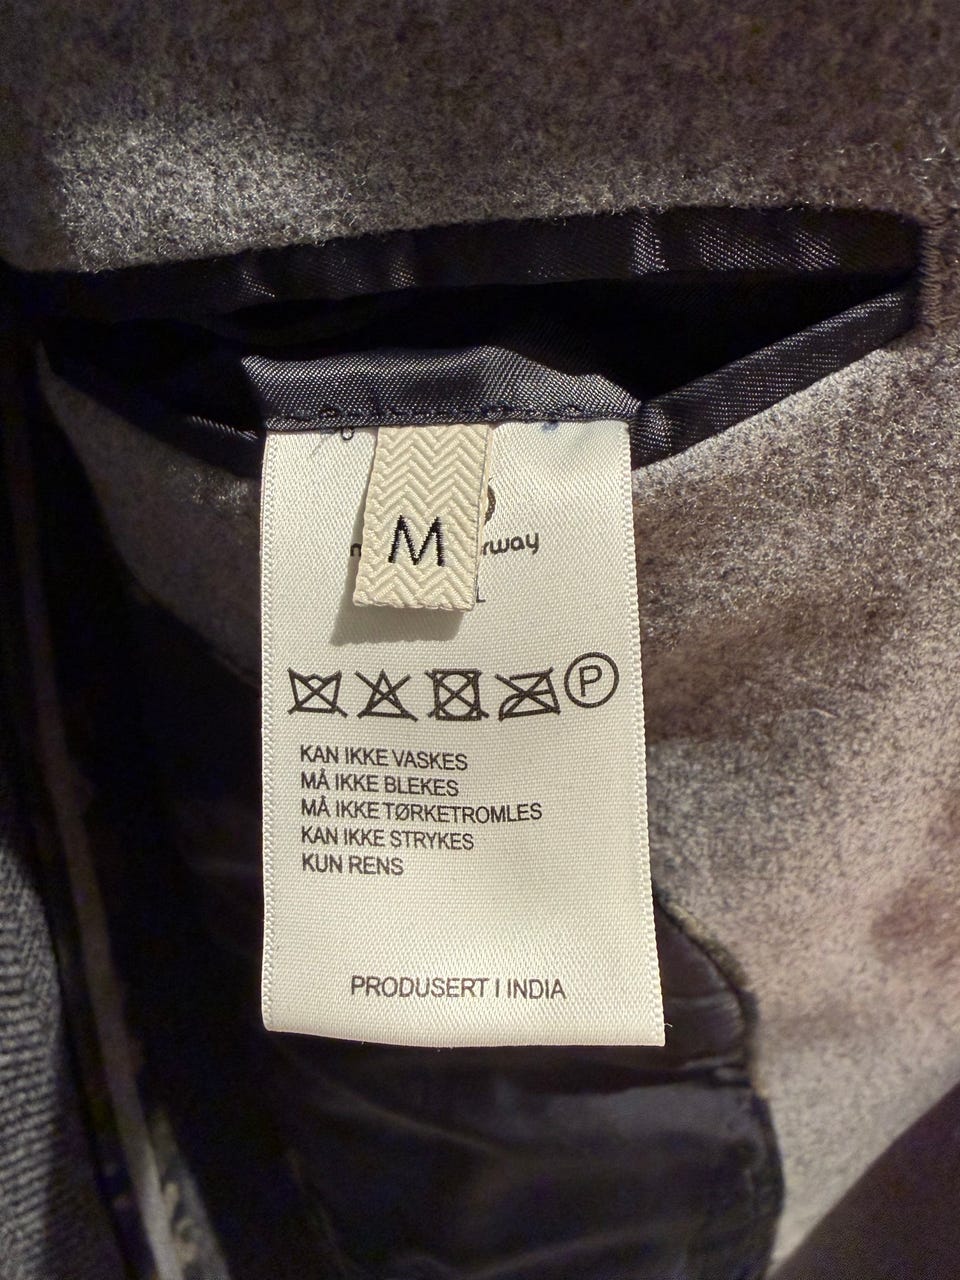 M
KAN IKKE VASKES
MÅ IKKE BLEKES
MÅ IKKE TØRKETROMLES
KAN IKKE STRYKES
KUN RENS
P
PRODUSERT I INDIA